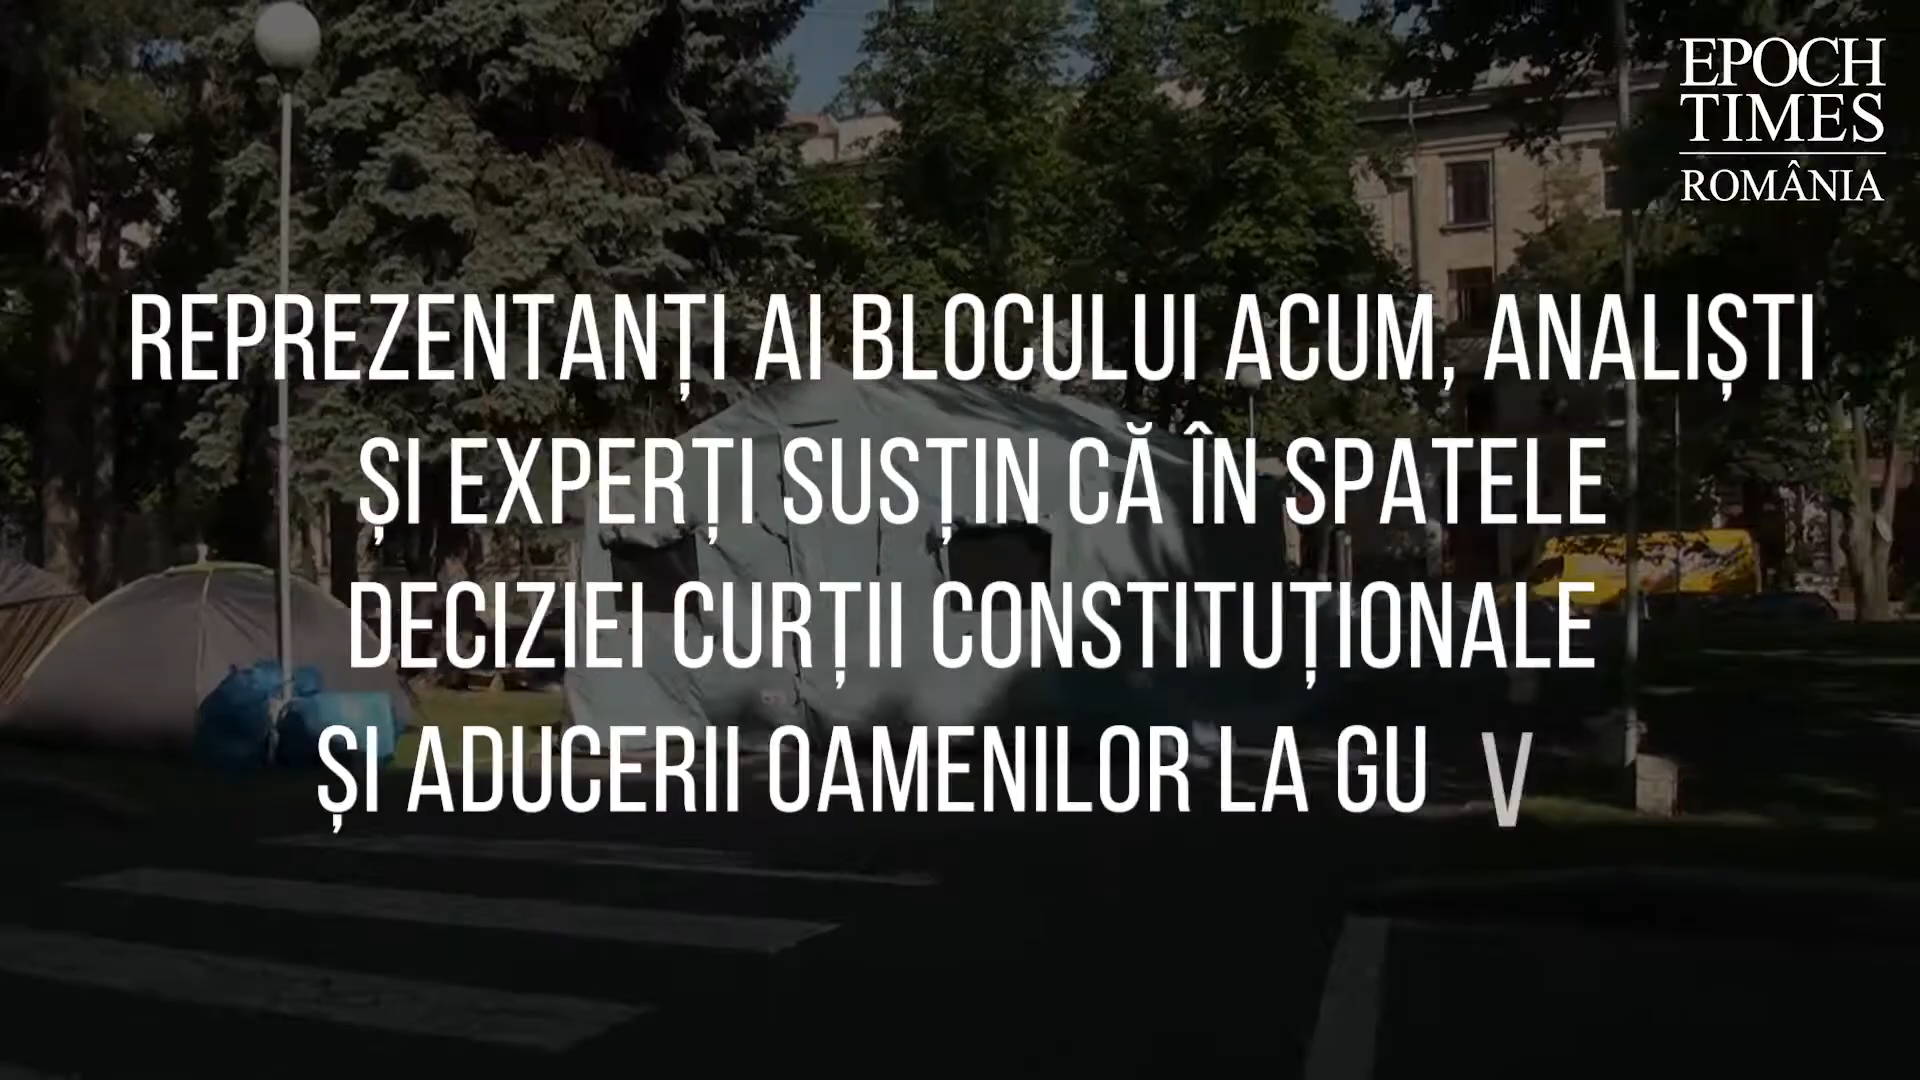 EPOCH
TIMES
ROMÂNIA
REPREZENTANȚI AI BLOCULUI ACUM, ANALIȘTI
ȘI EXPERȚI SUSȚIN CĂ ÎN SPATELE
DECIZIEI CURȚII CONSTITUȚIONALE
ȘI ADUCERII OAMENILOR LA GU V